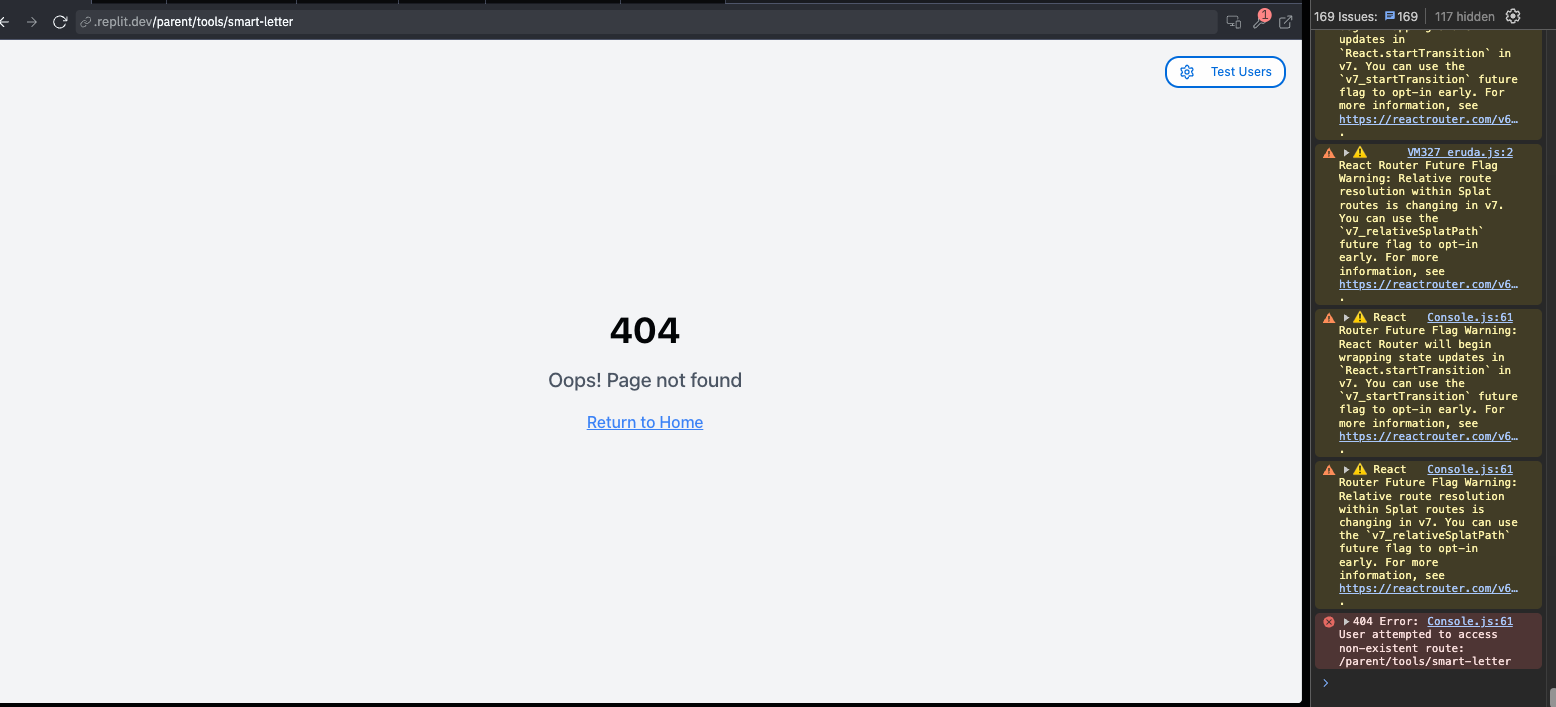 .replit.dev/parent/tools/smart-letter
1
Test Users
404
Oops! Page not found
Return to Home
169 Issues: 169 117 hidden
updates in
`React.startTransition` in
v7. You can use the
`v7_startTransition` future
flag to opt-in early. For
more information, see
https://reactrouter.com/v6…
.
VM327 eruda.js:2
React Router Future Flag
Warning: Relative route
resolution within Splat
routes is changing in v7.
You can use the
`v7_relativeSplatPath`
future flag to opt-in
early. For more
information, see
https://reactrouter.com/v6…
.
React Console.js:61
Router Future Flag Warning:
React Router will begin
wrapping state updates in
`React.startTransition` in
v7. You can use the
`v7_startTransition` future
flag to opt-in early. For
more information, see
https://reactrouter.com/v6…
.
React Console.js:61
Router Future Flag Warning:
Relative route resolution
within Splat routes is
changing in v7. You can use
the `v7_relativeSplatPath`
future flag to opt-in
early. For more
information, see
https://reactrouter.com/v6…
.
404 Error: Console.js:61
User attempted to access
non-existent route:
/parent/tools/smart-letter